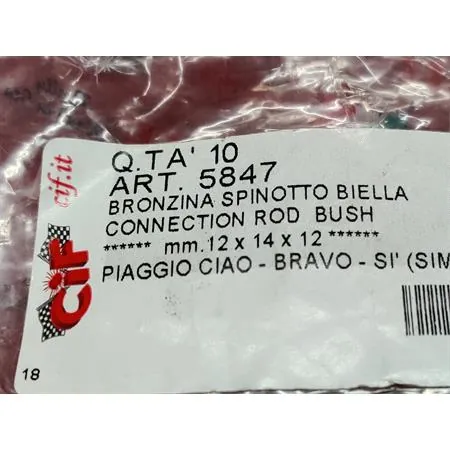 Q.TA' 10
ART. 5847
BRONZINA SPINOTTO BIELLA
CONNECTION ROD BUSH
****** mm.12 x 14 x 12 ******
PIAGGIO CIAO - BRAVO - SI' (SIM
cif.it
CIF
18